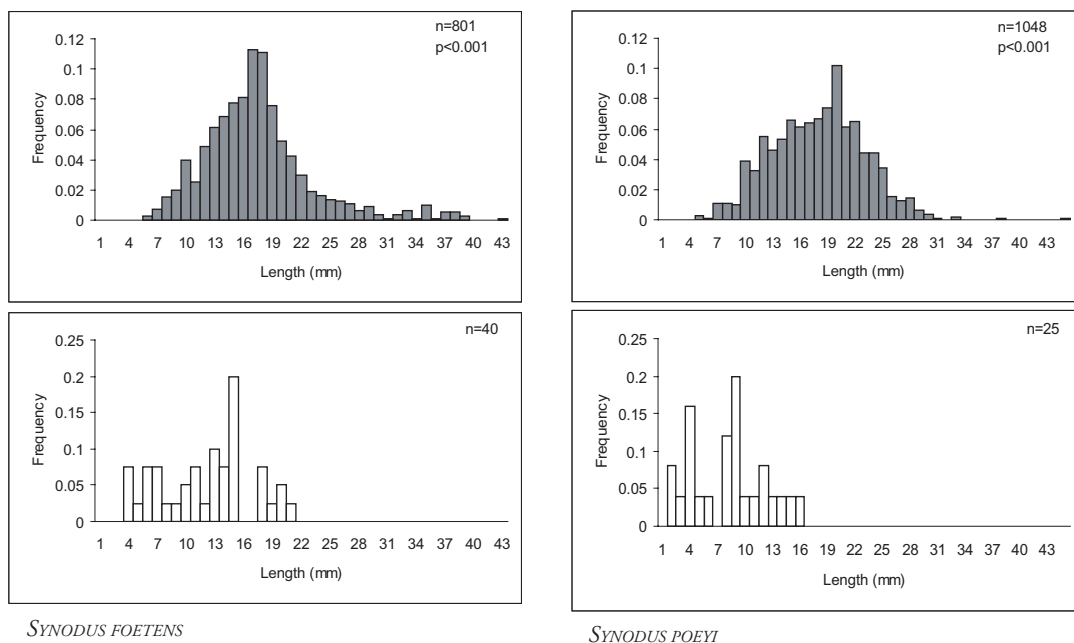 n=801
p<0.001
0.12
0.1
0.08
0.06
0.04
0.02
0
Frequency
1 4 7 10 13 16 19 22 25 28 31 34 37 40 43
Length (mm)
n=1048
p<0.001
0.12
0.1
0.08
0.06
0.04
0.02
0
Frequency
1 4 7 10 13 16 19 22 25 28 31 34 37 40 43
Length (mm)
n=40
0.25
0.2
0.15
0.1
0.05
0
Frequency
1 4 7 10 13 16 19 22 25 28 31 34 37 40 43
Length (mm)
n=25
0.25
0.2
0.15
0.1
0.05
0
Frequency
1 4 7 10 13 16 19 22 25 28 31 34 37 40 43
Length (mm)
SYNODUS FOETENS
SYNODUS POEYI